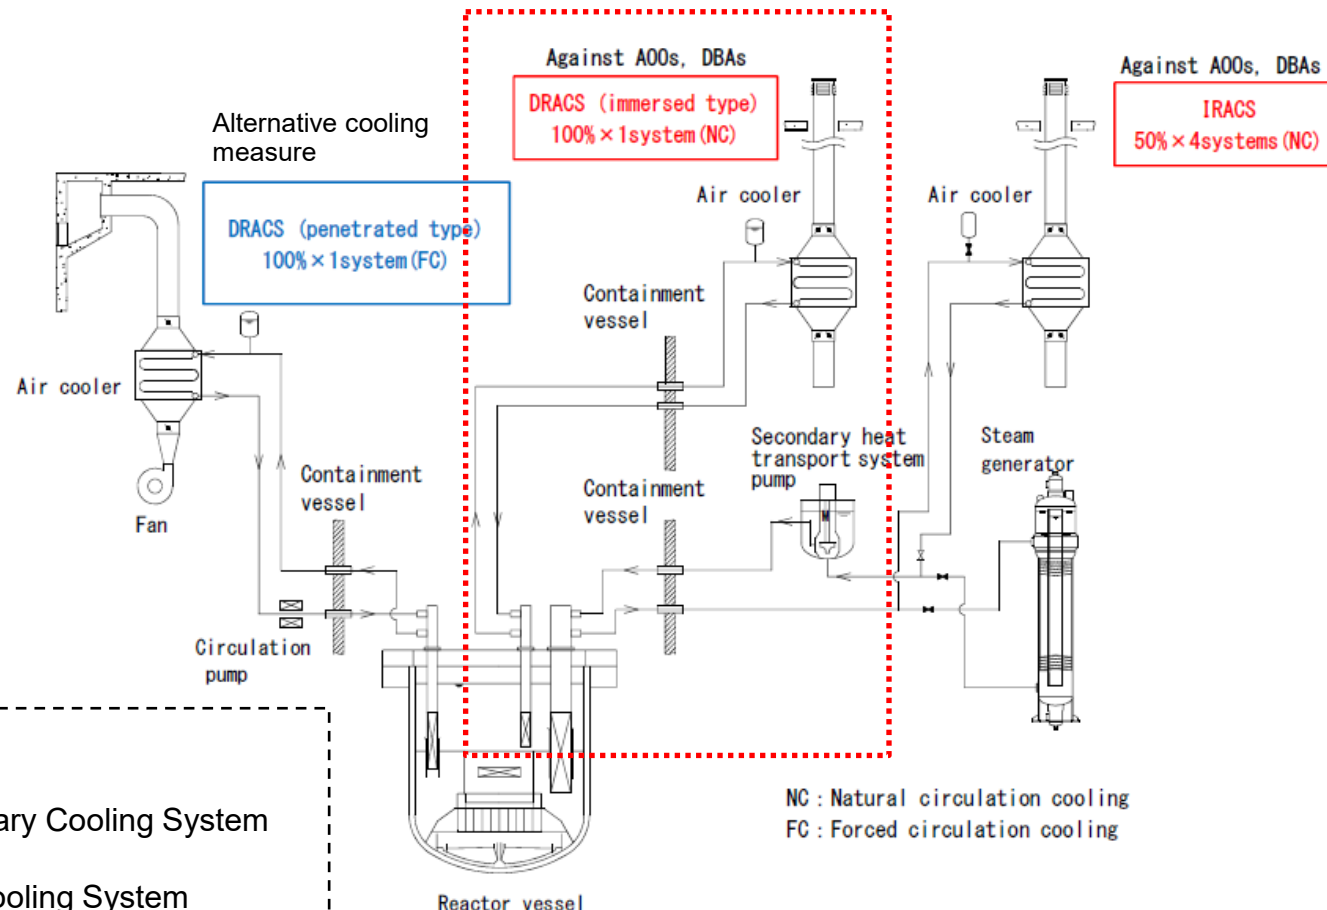 Against AOOs, DBAs
DRACS (immersed type)
100%×1system(NC)
Against AOOs, DBAs
IRACS
50%×4systems(NC)
Alternative cooling
measure
DRACS (penetrated type)
100%×1system(FC)
Air cooler
Air cooler
Containment
vessel
Air cooler
Fan
Containment
vessel
Containment
vessel
Secondary heat
transport system
pump
Steam
generator
Circulation
pump
NC：Natural circulation cooling
FC：Forced circulation cooling
ary Cooling System
ooling System
Reactor vessel